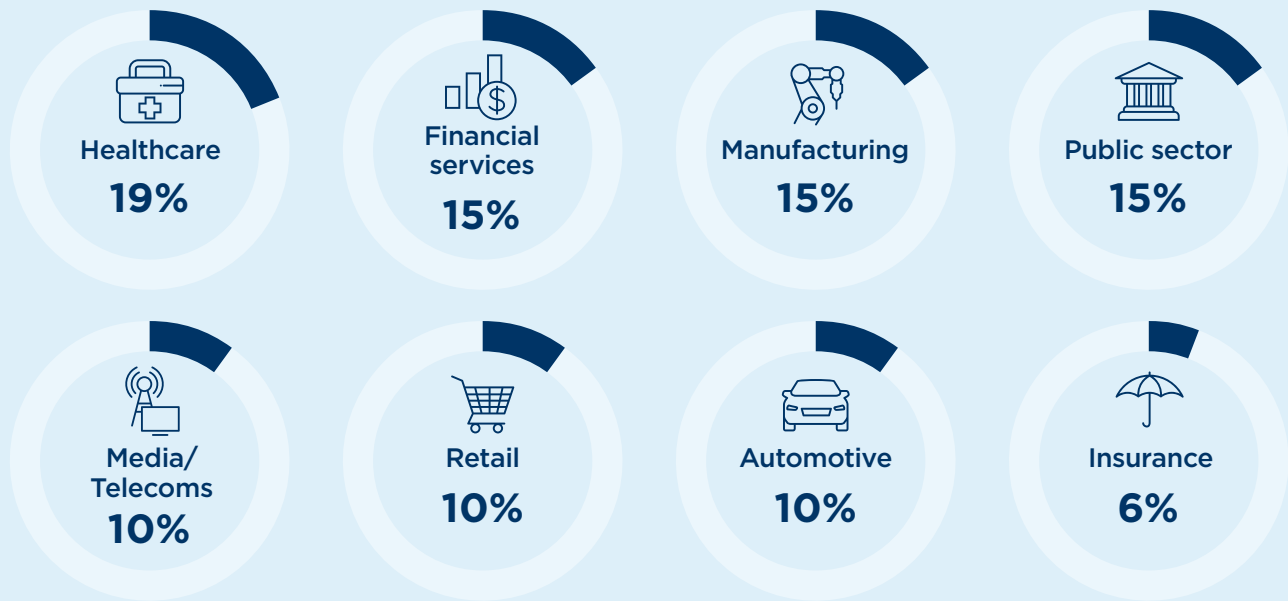 Healthcare
19%
$
Financial
services
15%
Manufacturing
15%
Public sector
15%
Media/
Telecoms
10%
Retail
10%
Automotive
10%
Insurance
6%